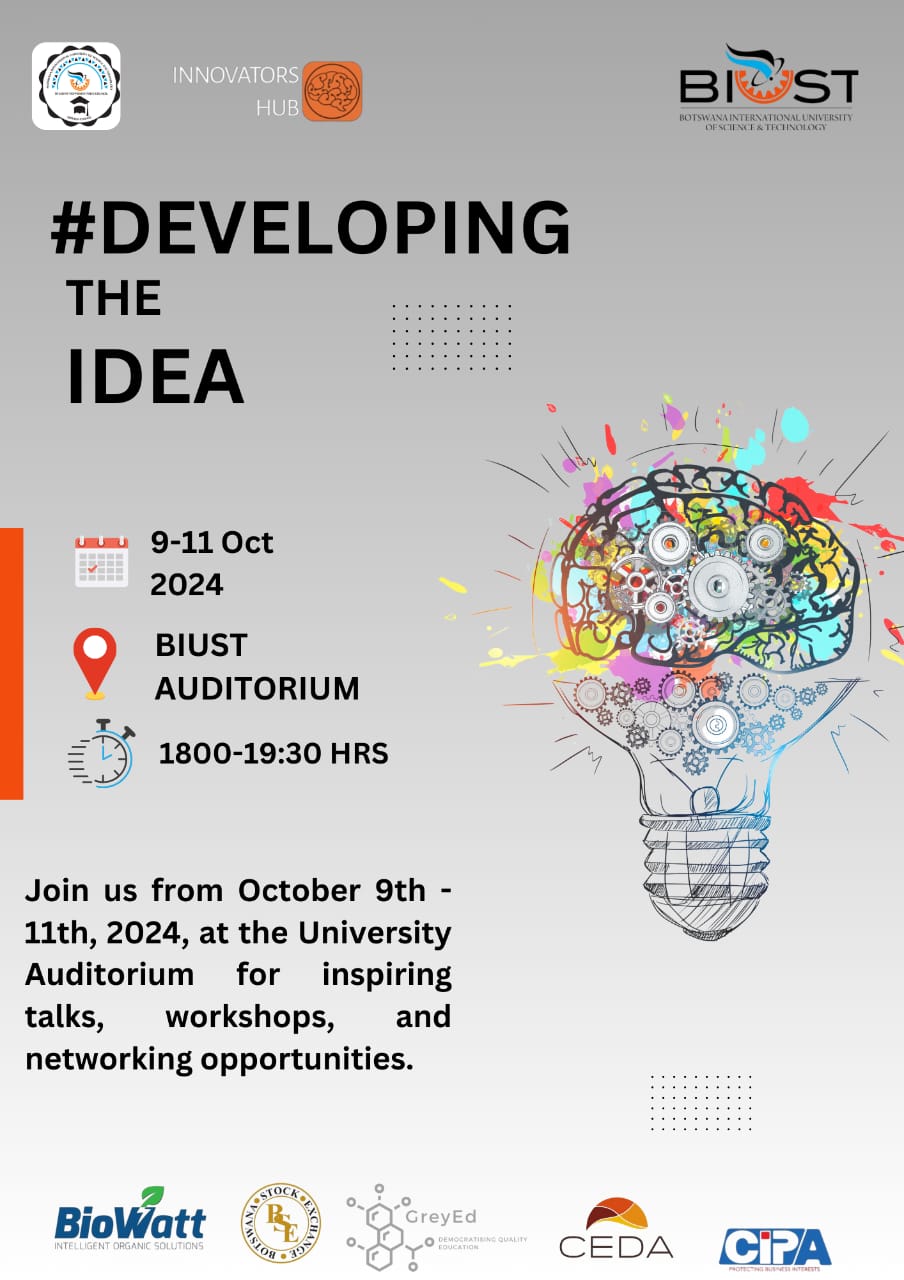 INNOVATORS
HUB
BIUST
BOTSWANA INTERNATIONAL UNIVERSITY
OF SCIENCE & TECHNOLOGY
#DEVELOPING
THE
IDEA
9-11 Oct
2024
BIUST
AUDITORIUM
1800-19:30 HRS
Join us from October 9th -
11th, 2024, at the University
Auditorium for inspiring
talks, workshops, and
networking opportunities.
BioWatt
INTELLIGENT ORGANIC SOLUTIONS
BOTSWANA STOCK EXCHANGE
BSE
GreyEd
DEMOCRATISING QUALITY
EDUCATION
CEDA
CIPA
PROTECTING BUSINESS INTERESTS